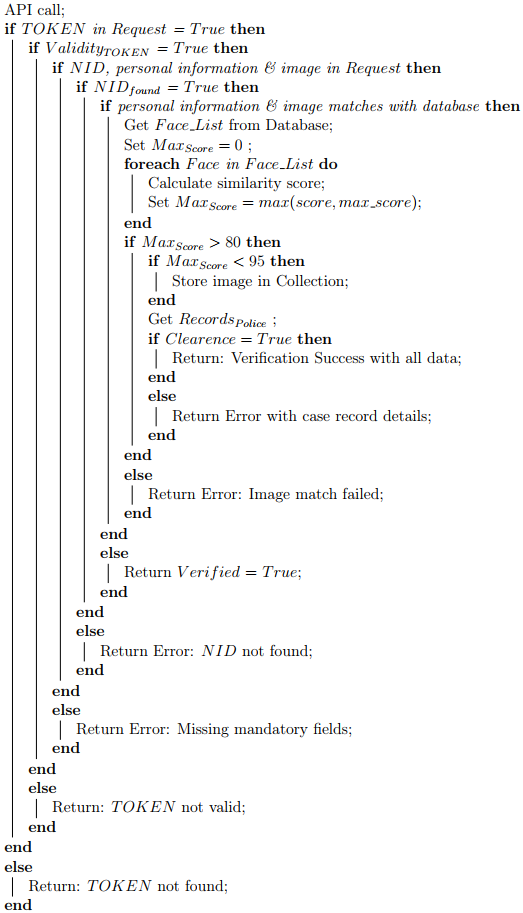 API call;
if TOKEN in Request = True then
if Validity_TOKEN = True then
if NID, personal information & image in Request then
if NID_found = True then
if personal information & image matches with database then
Get Face_List from Database;
Set Max_Score = 0 ;
foreach Face in Face_List do
Calculate similarity score;
Set Max_Score = max(score, max_score);
end
if Max_Score > 80 then
if Max_Score < 95 then
Store image in Collection;
end
Get Records_Police ;
if Clearence = True then
Return: Verification Success with all data;
end
else
Return Error with case record details;
end
end
else
Return Error: Image match failed;
end
end
else
Return Verified = True;
end
end
else
Return Error: NID not found;
end
end
else
Return Error: Missing mandatory fields;
end
end
else
Return: TOKEN not valid;
end
end
else
Return: TOKEN not found;
end